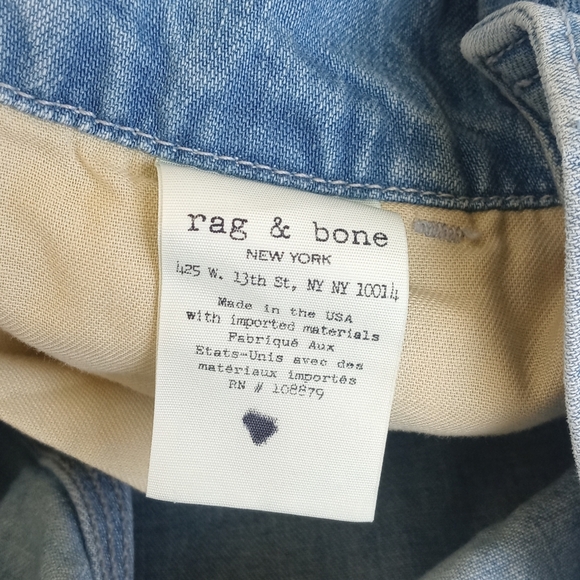 rag & bone
NEW YORK
425 W. 13th St, NY NY 10014
Made in the USA
with imported materials
Fabriqué Aux
Etats-Unis avec des
matériaux importés
RN # 108879